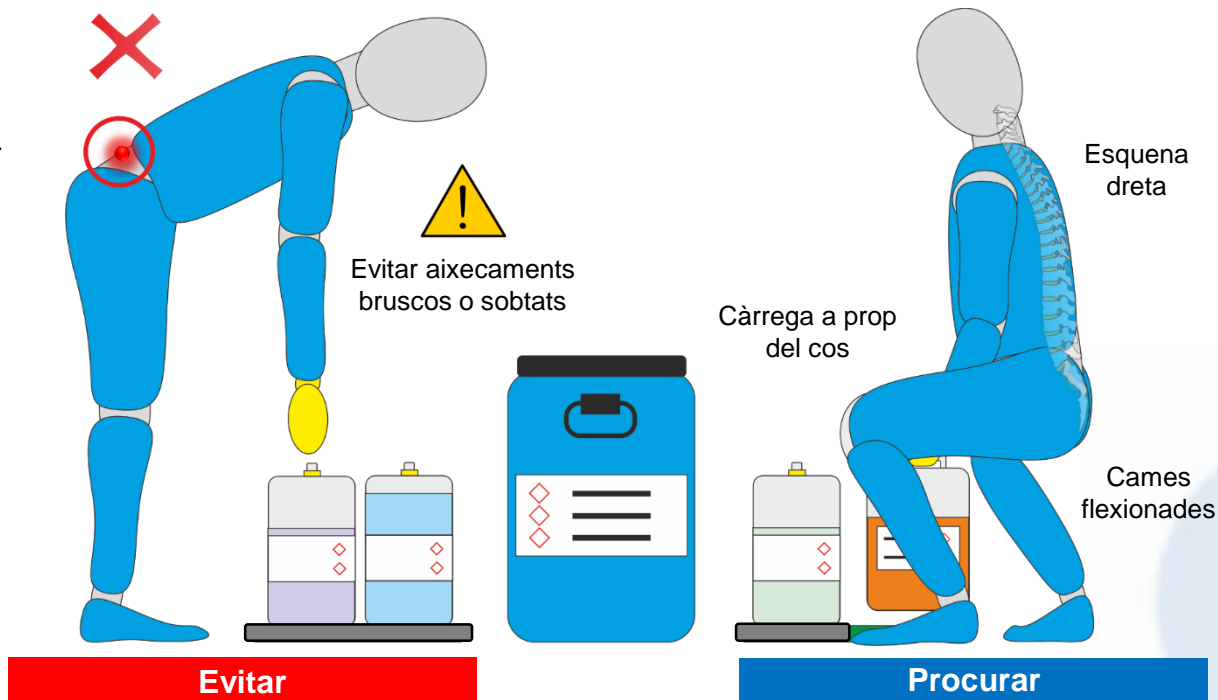 Evitar aixecaments
bruscos o sobtats
Esquena
dreta
Càrrega a prop
del cos
Cames
flexionades
Evitar
Procurar